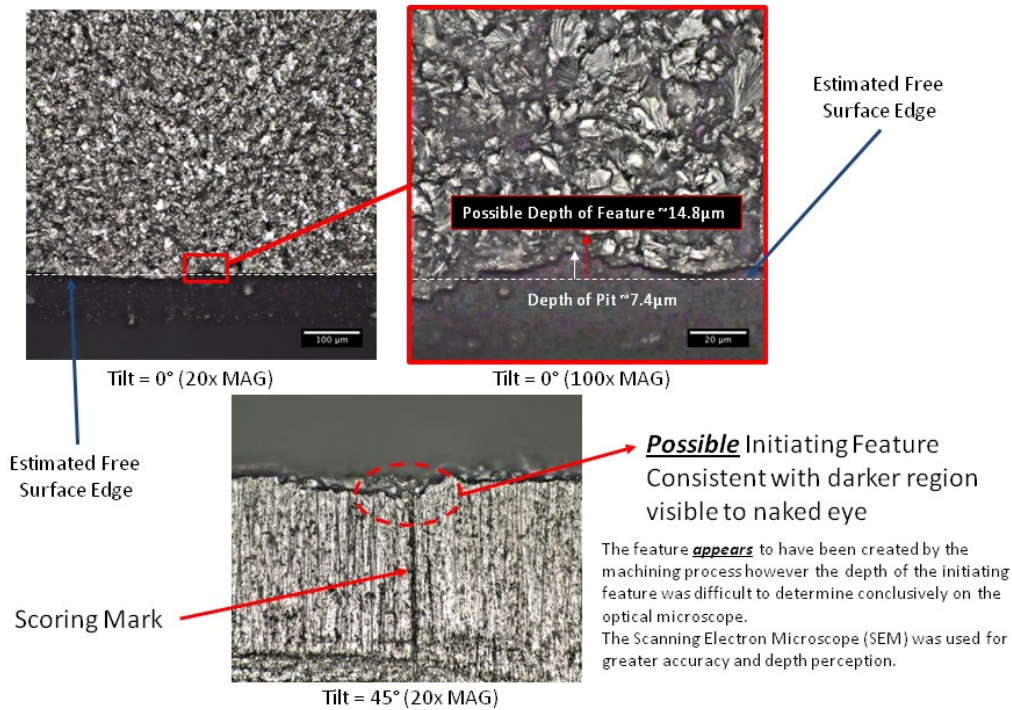 Estimated Free
Surface Edge
Possible Depth of Feature ~14.8µm
Depth of Pit ~7.4µm
100 µm
20 µm
Tilt = 0° (20x MAG)
Tilt = 0° (100x MAG)
Estimated Free
Surface Edge
Possible Initiating Feature
Consistent with darker region
visible to naked eye
The feature appears to have been created by the
machining process however the depth of the initiating
feature was difficult to determine conclusively on the
optical microscope.
The Scanning Electron Microscope (SEM) was used for
greater accuracy and depth perception.
Scoring Mark
Tilt = 45° (20x MAG)